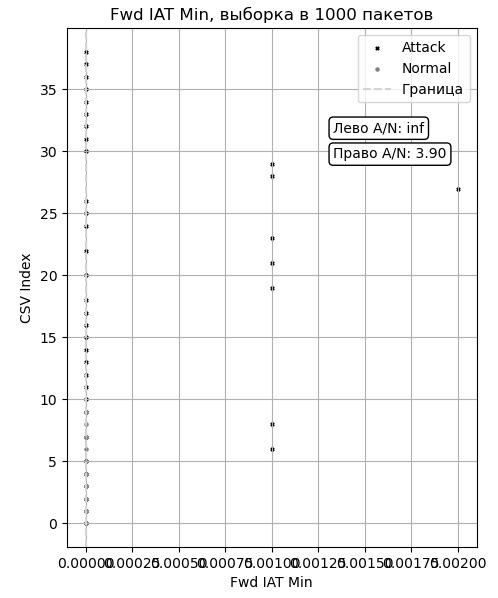 Fwd IAT Min, выборка в 1000 пакетов
Attack
Normal
Граница
Лево A/N: inf
Право A/N: 3.90
35
30
25
20
15
10
5
0
CSV Index
0.00000 0.00025 0.00050 0.00075 0.00100 0.00125 0.00150 0.00175 0.00200
Fwd IAT Min